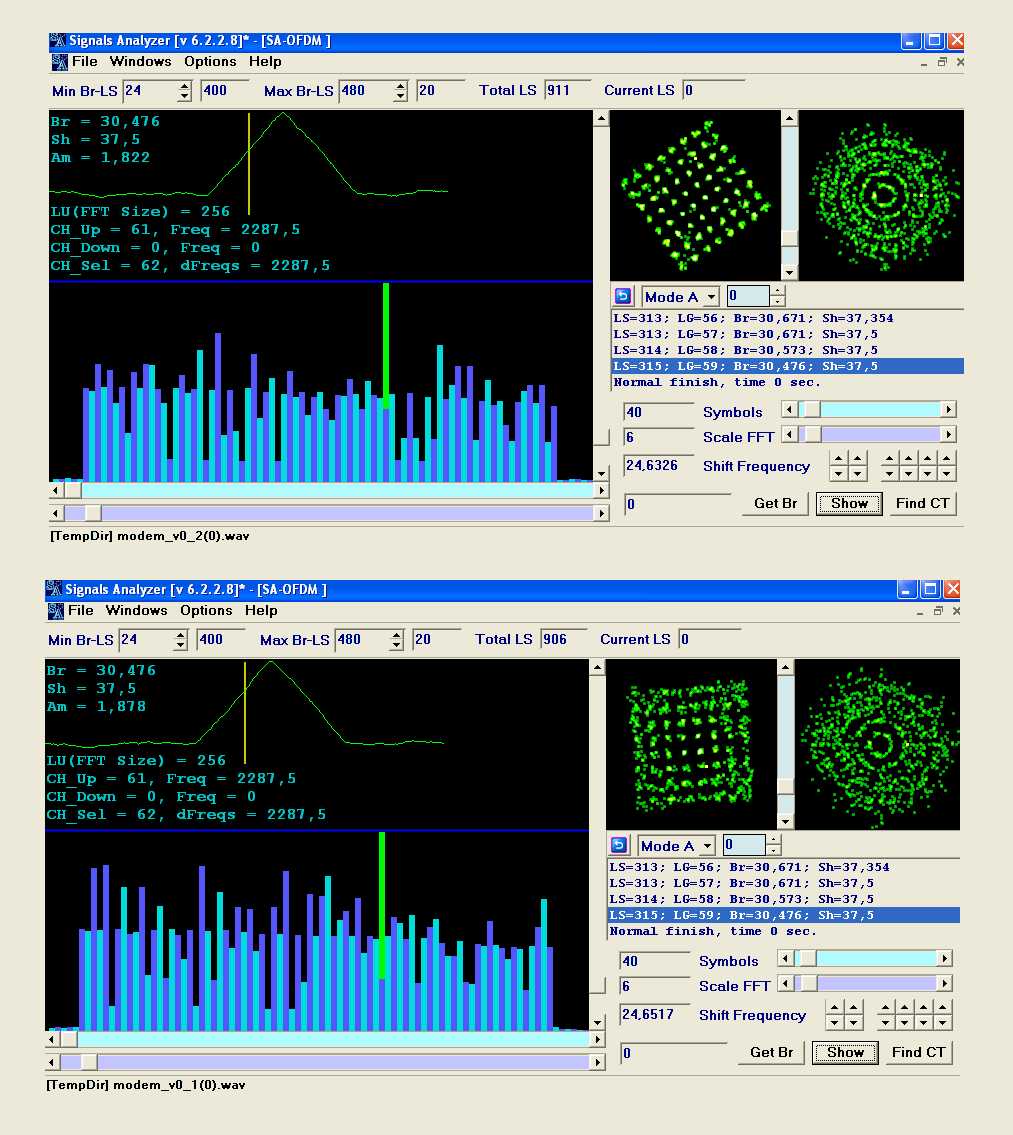 Signals Analyzer [v 6.2.2.8]* - [SA-OFDM ]
File Windows Options Help
Min Br-LS 24 400 Max Br-LS 480 20 Total LS 911 Current LS 0
Br = 30,476
Sh = 37,5
Am = 1,822
LU(FFT Size) = 256
CH_Up = 61, Freq = 2287,5
CH_Down = 0, Freq = 0
CH_Sel = 62, dFreqs = 2287,5
Mode A 0
LS=313; LG=56; Br=30,671; Sh=37,354
LS=313; LG=57; Br=30,671; Sh=37,5
LS=314; LG=58; Br=30,573; Sh=37,5
LS=315; LG=59; Br=30,476; Sh=37,5
Normal finish, time 0 sec.
40 Symbols
6 Scale FFT
24,6326 Shift Frequency
0 Get Br Show Find CT
[TempDir] modem_v0_2(0).wav
Signals Analyzer [v 6.2.2.8]* - [SA-OFDM ]
File Windows Options Help
Min Br-LS 24 400 Max Br-LS 480 20 Total LS 906 Current LS 0
Br = 30,476
Sh = 37,5
Am = 1,878
LU(FFT Size) = 256
CH_Up = 61, Freq = 2287,5
CH_Down = 0, Freq = 0
CH_Sel = 62, dFreqs = 2287,5
Mode A 0
LS=313; LG=56; Br=30,671; Sh=37,354
LS=313; LG=57; Br=30,671; Sh=37,5
LS=314; LG=58; Br=30,573; Sh=37,5
LS=315; LG=59; Br=30,476; Sh=37,5
Normal finish, time 0 sec.
40 Symbols
6 Scale FFT
24,6517 Shift Frequency
0 Get Br Show Find CT
[TempDir] modem_v0_1(0).wav